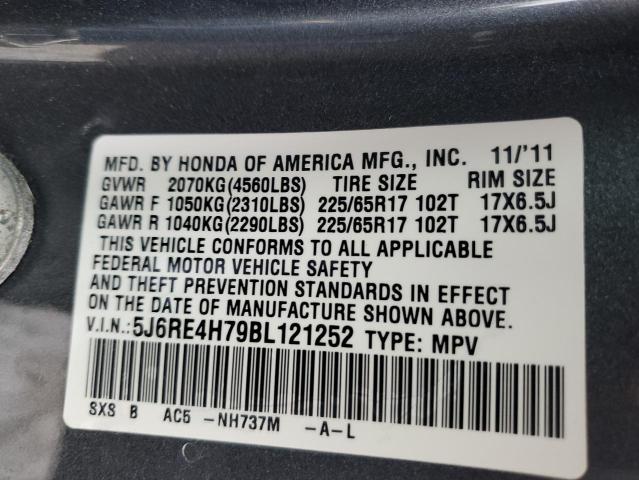 MFD. BY HONDA OF AMERICA MFG., INC. 11/'11
GVWR 2070KG(4560LBS) TIRE SIZE RIM SIZE
GAWR F 1050KG(2310LBS) 225/65R17 102T 17X6.5J
GAWR R 1040KG(2290LBS) 225/65R17 102T 17X6.5J
THIS VEHICLE CONFORMS TO ALL APPLICABLE
FEDERAL MOTOR VEHICLE SAFETY
AND THEFT PREVENTION STANDARDS IN EFFECT
ON THE DATE OF MANUFACTURE SHOWN ABOVE.
V.I.N.:5J6RE4H79BL121252 TYPE: MPV
SXS B AC5 -NH737M -A-L